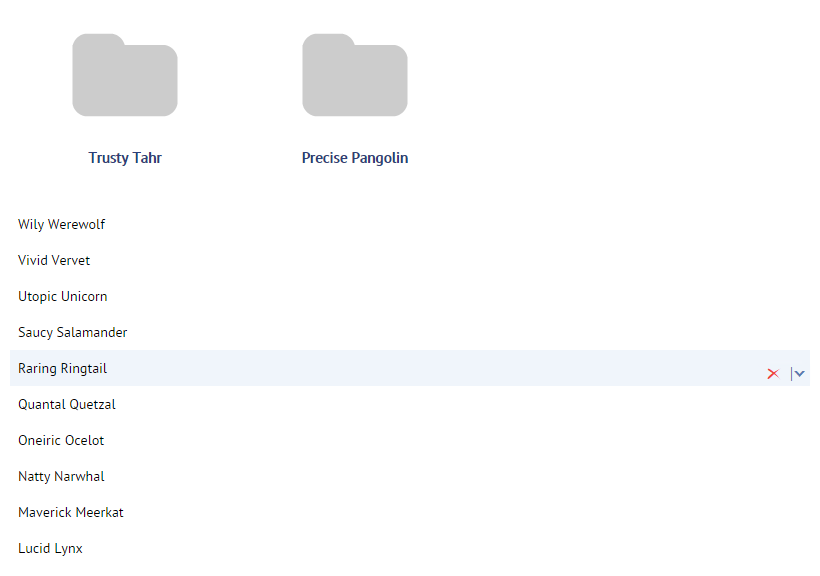 Trusty Tahr
Precise Pangolin
Wily Werewolf
Vivid Vervet
Utopic Unicorn
Saucy Salamander
Raring Ringtail
Quantal Quetzal
Oneiric Ocelot
Natty Narwhal
Maverick Meerkat
Lucid Lynx